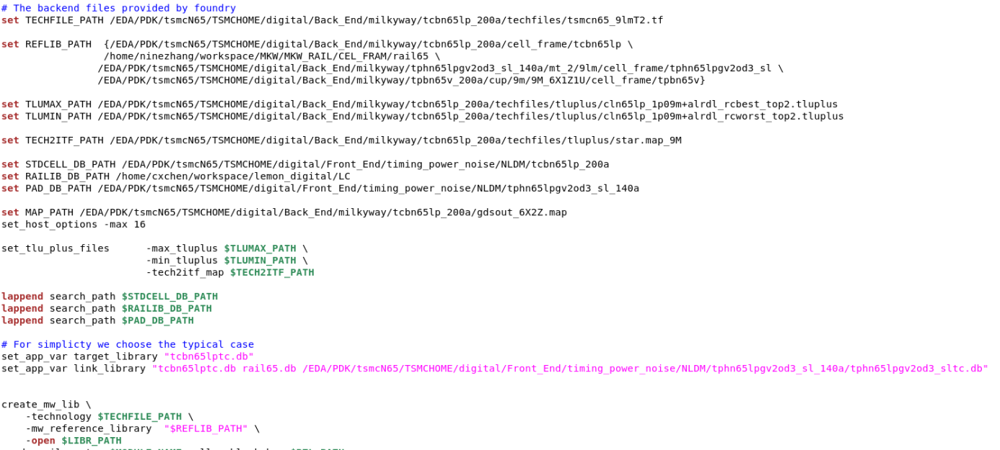 # The backend files provided by foundry
set TECHFILE_PATH /EDA/PDK/tsmcN65/TSMCHOME/digital/Back_End/milkyway/tcbn65lp_200a/techfiles/tsmcn65_9lmT2.tf
set REFLIB_PATH  {/EDA/PDK/tsmcN65/TSMCHOME/digital/Back_End/milkyway/tcbn65lp_200a/cell_frame/tcbn65lp \
/home/ninezhang/workspace/MKW/MKW_RAIL/CEL_FRAM/rail65 \
/EDA/PDK/tsmcN65/TSMCHOME/digital/Back_End/milkyway/tphn65lpgv2od3_sl_140a/mt_2/9lm/cell_frame/tphn65lpgv2od3_sl \
/EDA/PDK/tsmcN65/TSMCHOME/digital/Back_End/milkyway/tpbn65v_200a/cup/9m/9M_6X1Z1U/cell_frame/tpbn65v}
set TLUMAX_PATH /EDA/PDK/tsmcN65/TSMCHOME/digital/Back_End/milkyway/tcbn65lp_200a/techfiles/tluplus/cln65lp_1p09m+alrdl_rcbest_top2.tluplus
set TLUMIN_PATH /EDA/PDK/tsmcN65/TSMCHOME/digital/Back_End/milkyway/tcbn65lp_200a/techfiles/tluplus/cln65lp_1p09m+alrdl_rcworst_top2.tluplus
set TECH2ITF_PATH /EDA/PDK/tsmcN65/TSMCHOME/digital/Back_End/milkyway/tcbn65lp_200a/techfiles/tluplus/star.map_9M
set STDCELL_DB_PATH /EDA/PDK/tsmcN65/TSMCHOME/digital/Front_End/timing_power_noise/NLDM/tcbn65lp_200a
set RAILIB_DB_PATH /home/cxchen/workspace/lemon_digital/LC
set PAD_DB_PATH /EDA/PDK/tsmcN65/TSMCHOME/digital/Front_End/timing_power_noise/NLDM/tphn65lpgv2od3_sl_140a
set MAP_PATH /EDA/PDK/tsmcN65/TSMCHOME/digital/Back_End/milkyway/tcbn65lp_200a/gdsout_6X2Z.map
set_host_options -max 16
set_tlu_plus_files      -max_tluplus $TLUMAX_PATH \
-min_tluplus $TLUMIN_PATH \
-tech2itf_map $TECH2ITF_PATH
lappend search_path $STDCELL_DB_PATH
lappend search_path $RAILIB_DB_PATH
lappend search_path $PAD_DB_PATH
# For simplicty we choose the typical case
set_app_var target_library "tcbn65lptc.db"
set_app_var link_library "tcbn65lptc.db rail65.db /EDA/PDK/tsmcN65/TSMCHOME/digital/Front_End/timing_power_noise/NLDM/tphn65lpgv2od3_sl_140a/tphn65lpgv2od3_sltc.db"
create_mw_lib \
-technology $TECHFILE_PATH \
-mw_reference_library  "$REFLIB_PATH" \
-open $LIBR_PATH